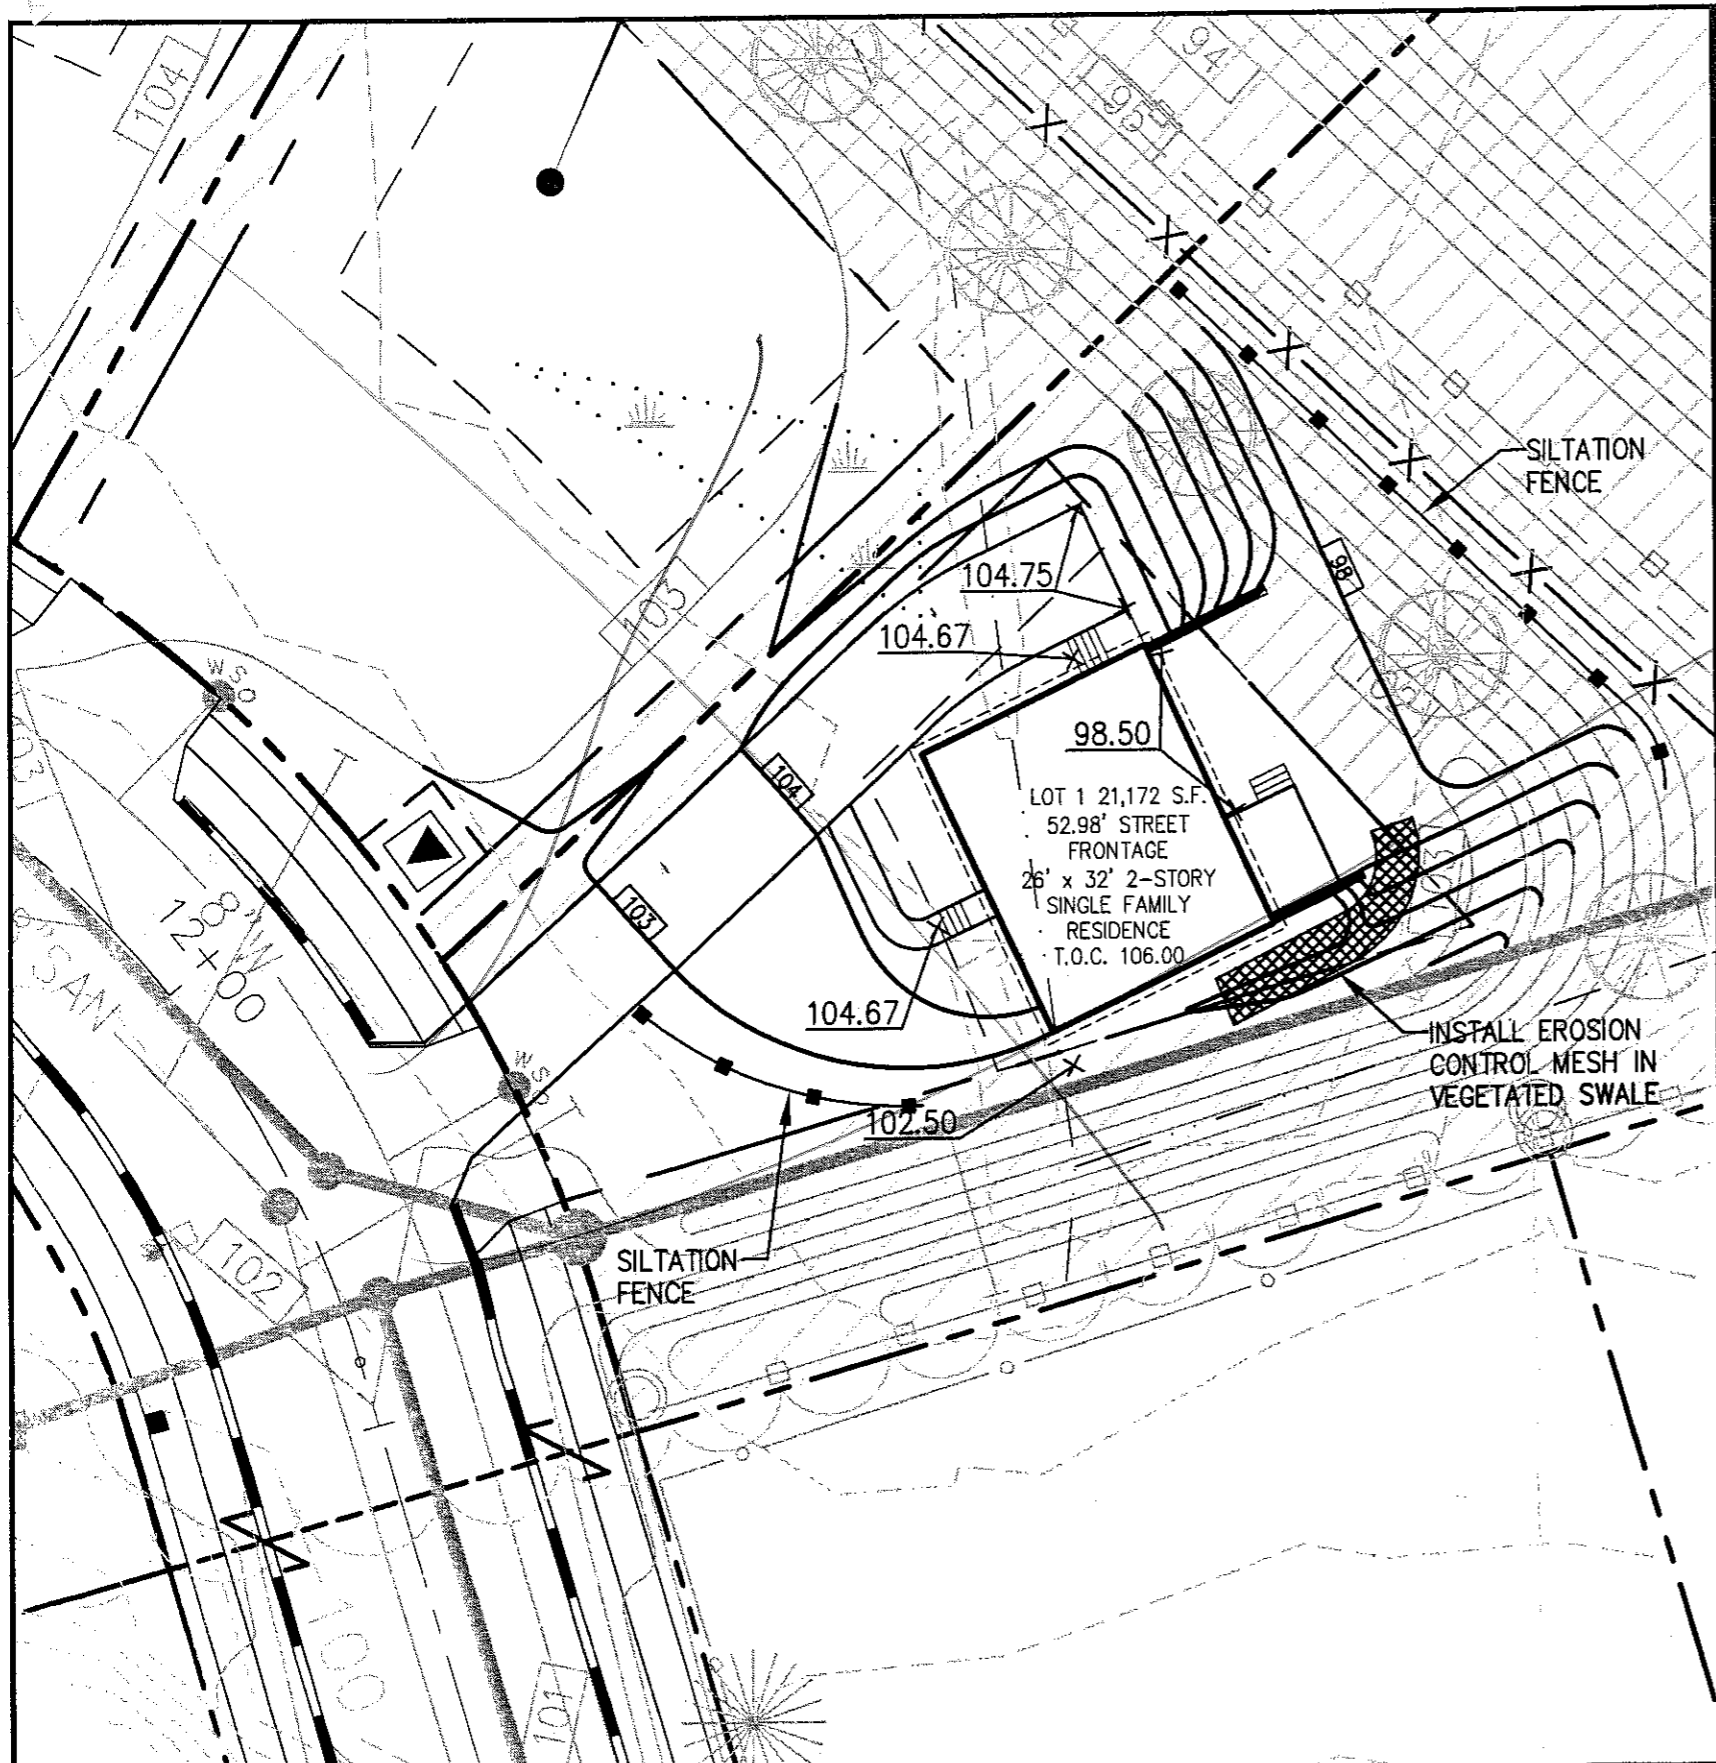 104
94
95
SILTATION
FENCE
98
104.75
103
104.67
98.50
104
LOT 1 21,172 S.F.
52.98' STREET
FRONTAGE
26' x 32' 2-STORY
SINGLE FAMILY
RESIDENCE
T.O.C. 106.00
W
S
103
103
8"W
12+00
8"SAN
104.67
INSTALL EROSION
CONTROL MESH IN
VEGETATED SWALE
W
S
102.50
SILTATION
FENCE
102
100
101